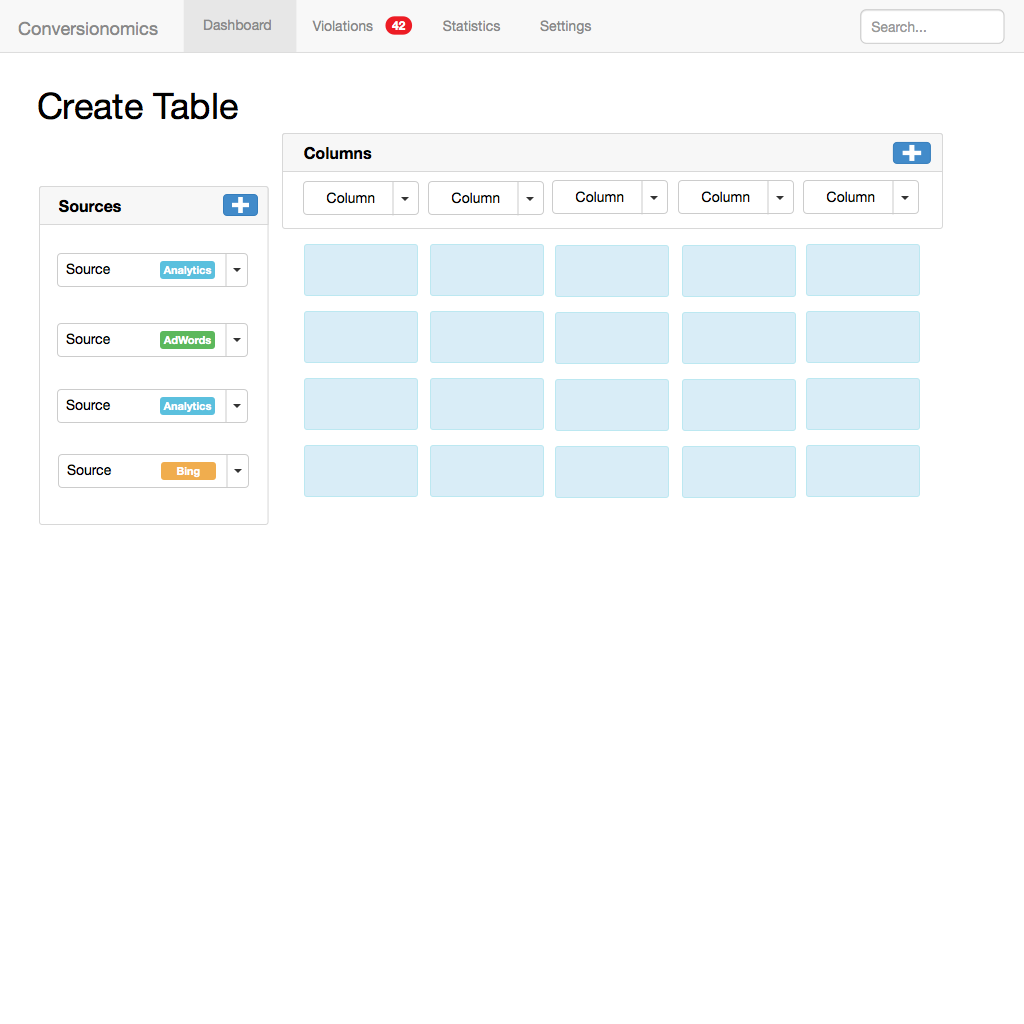 Conversionomics Dashboard Violations 42 Statistics Settings Search...
Create Table
Columns
Column Column Column Column Column
Sources
Source Analytics
Source AdWords
Source Analytics
Source Bing